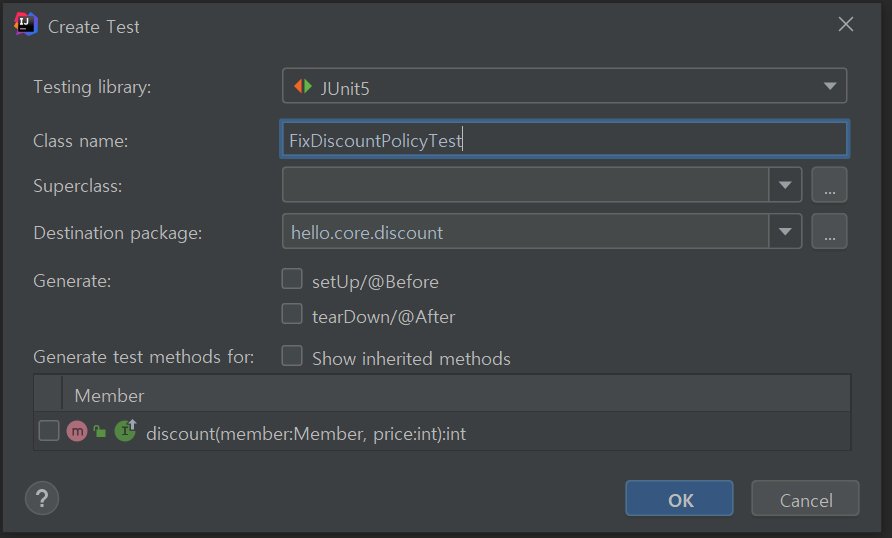 IJ
Create Test
Testing library: JUnit5
Class name: FixDiscountPolicyTest
Superclass: ...
Destination package: hello.core.discount ...
Generate: setUp/@Before
tearDown/@After
Generate test methods for: Show inherited methods
Member
m I discount(member:Member, price:int):int
? OK Cancel